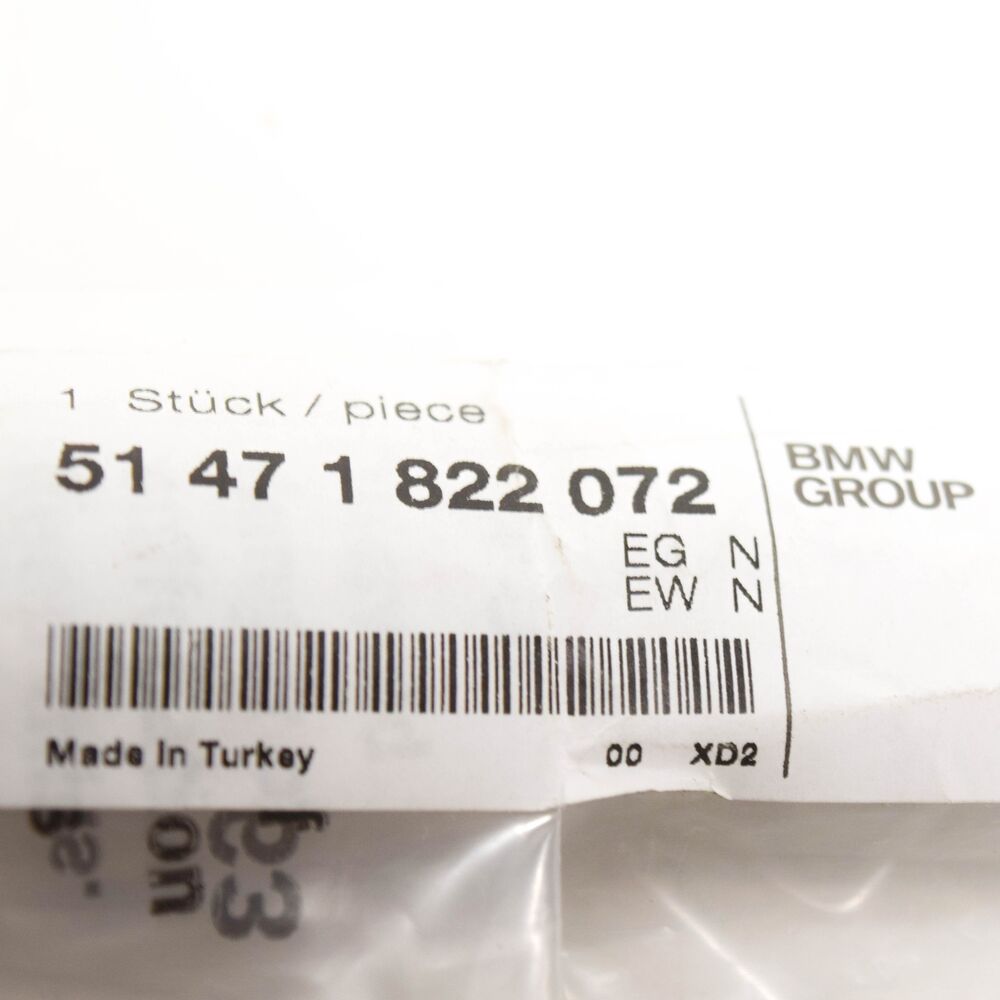 1 Stück / piece
51 47 1 822 072
BMW
GROUP
EG N
EW N
Made In Turkey
00 XD2